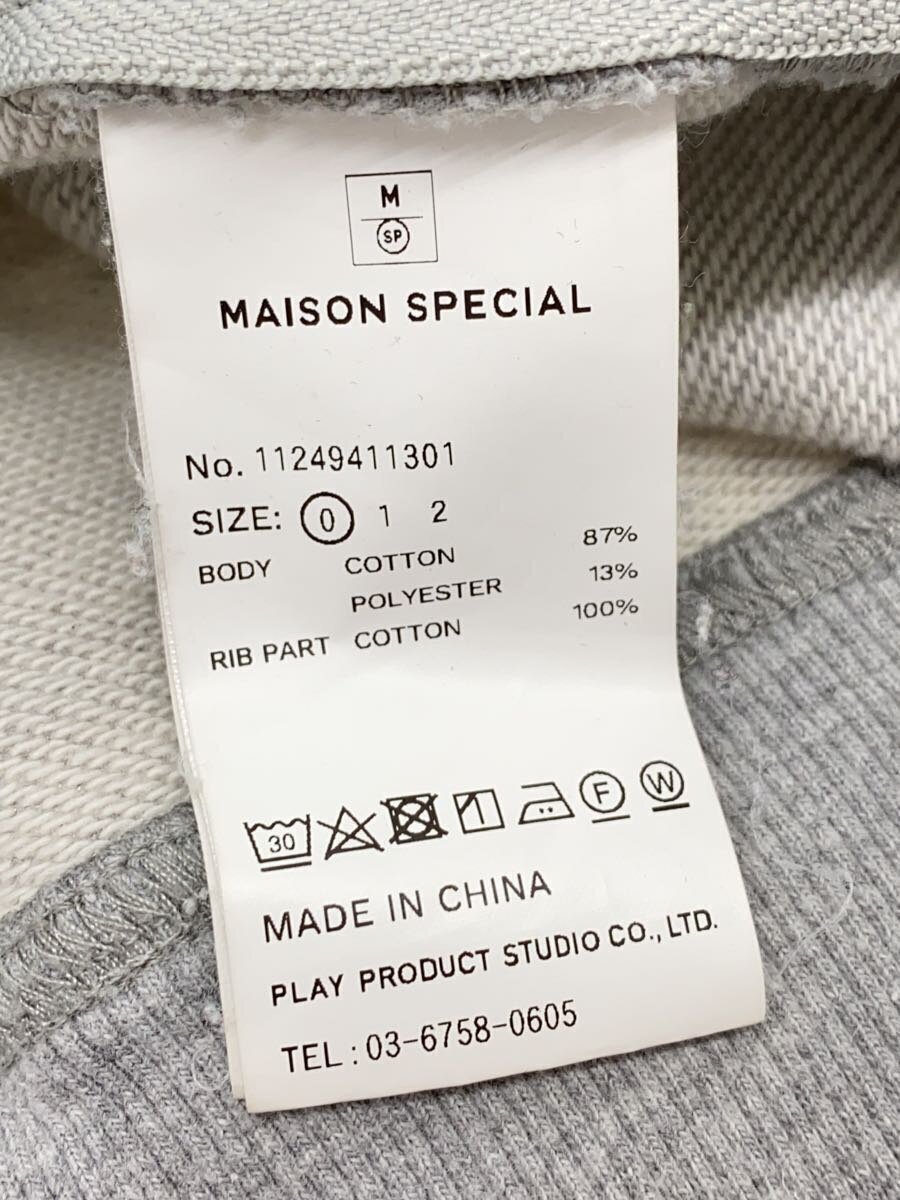 M
SP
MAISON SPECIAL
No. 11249411301
SIZE: 0 1 2
BODY COTTON 87%
POLYESTER 13%
RIB PART COTTON 100%
30 F W
MADE IN CHINA
PLAY PRODUCT STUDIO CO., LTD.
TEL : 03-6758-0605